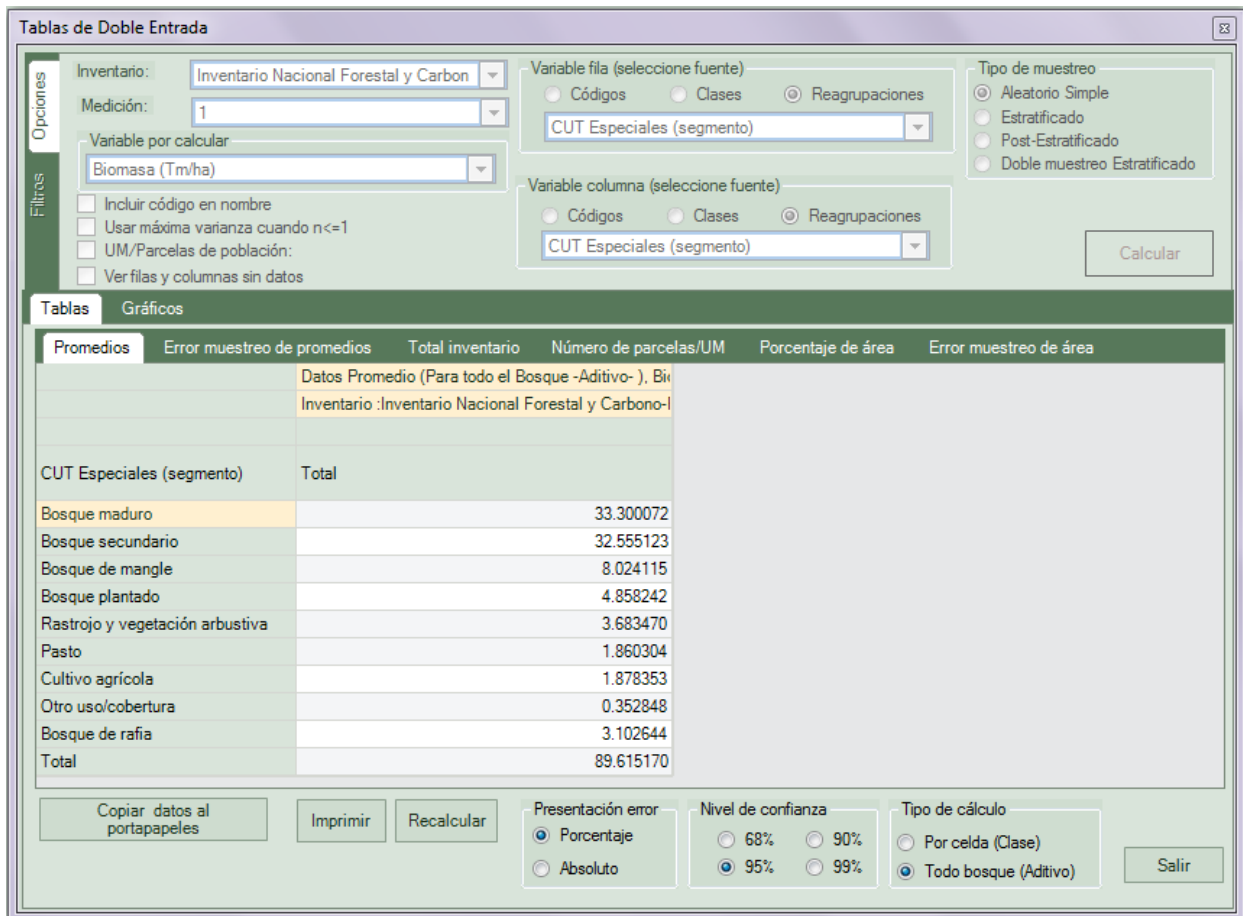 Tablas de Doble Entrada
Opciones
Filtros
Inventario: Inventario Nacional Forestal y Carbon
Medición: 1
Variable por calcular
Biomasa (Tm/ha)
Incluir código en nombre
Usar máxima varianza cuando n<=1
UM/Parcelas de población:
Ver filas y columnas sin datos
Variable fila (seleccione fuente)
Códigos Clases Reagrupaciones
CUT Especiales (segmento)
Variable columna (seleccione fuente)
Códigos Clases Reagrupaciones
CUT Especiales (segmento)
Tipo de muestreo
Aleatorio Simple
Estratificado
Post-Estratificado
Doble muestreo Estratificado
Calcular
Tablas Gráficos
Promedios Error muestreo de promedios Total inventario Número de parcelas/UM Porcentaje de área Error muestreo de área
Datos Promedio (Para todo el Bosque -Aditivo- ),
Inventario :Inventario Nacional Forestal y Carbono-
CUT Especiales (segmento) Total
Bosque maduro 33.300072
Bosque secundario 32.555123
Bosque de mangle 8.024115
Bosque plantado 4.858242
Rastrojo y vegetación arbustiva 3.683470
Pasto 1.860304
Cultivo agrícola 1.878353
Otro uso/cobertura 0.352848
Bosque de rafia 3.102644
Total 89.615170
Copiar datos al
portapapeles
Imprimir Recalcular
Presentación error
Porcentaje
Absoluto
Nivel de confianza
68% 90%
95% 99%
Tipo de cálculo
Por celda (Clase)
Todo bosque (Aditivo)
Salir